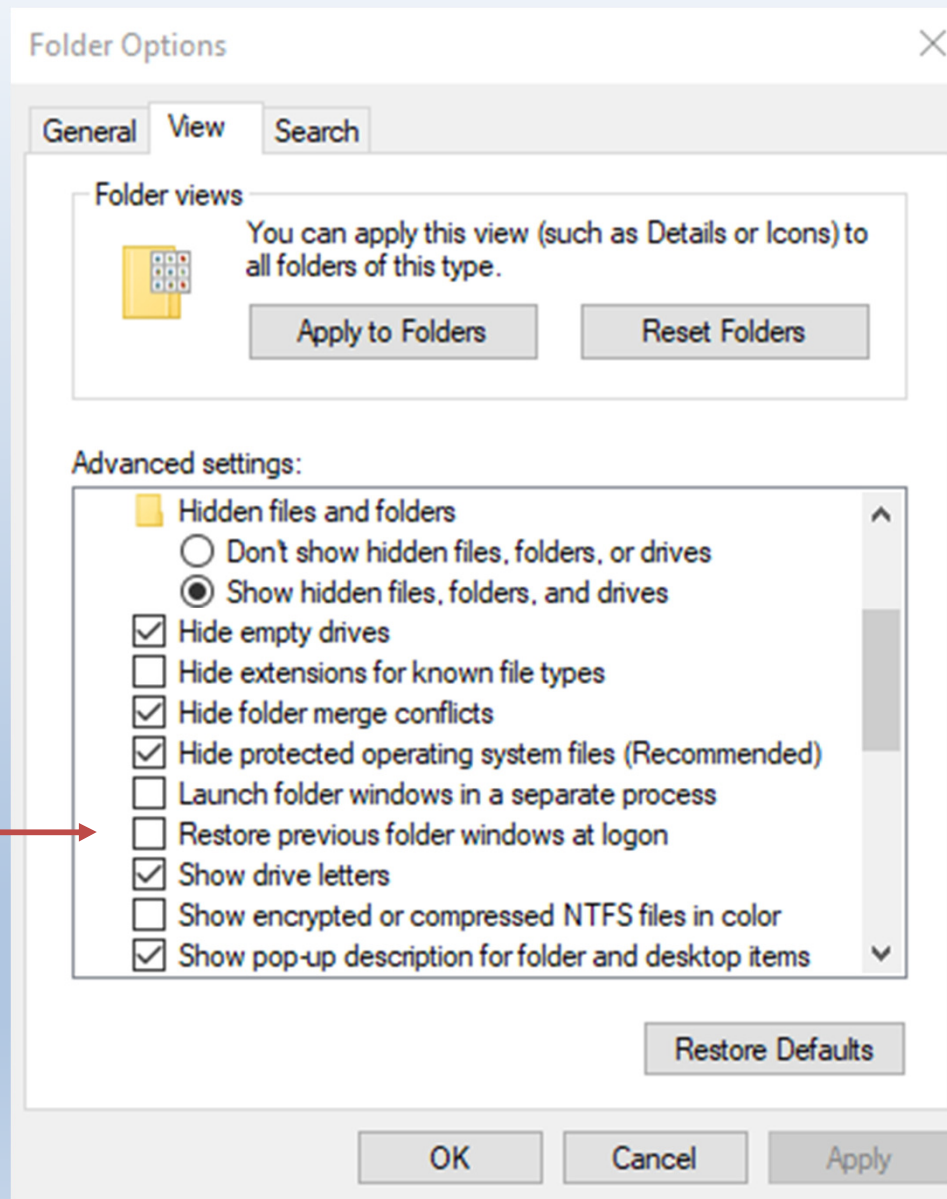 Folder Options
General View Search
Folder views
You can apply this view (such as Details or Icons) to
all folders of this type.
Apply to Folders Reset Folders
Advanced settings:
Hidden files and folders
Don't show hidden files, folders, or drives
Show hidden files, folders, and drives
Hide empty drives
Hide extensions for known file types
Hide folder merge conflicts
Hide protected operating system files (Recommended)
Launch folder windows in a separate process
Restore previous folder windows at logon
Show drive letters
Show encrypted or compressed NTFS files in color
Show pop-up description for folder and desktop items
Restore Defaults
OK Cancel Apply